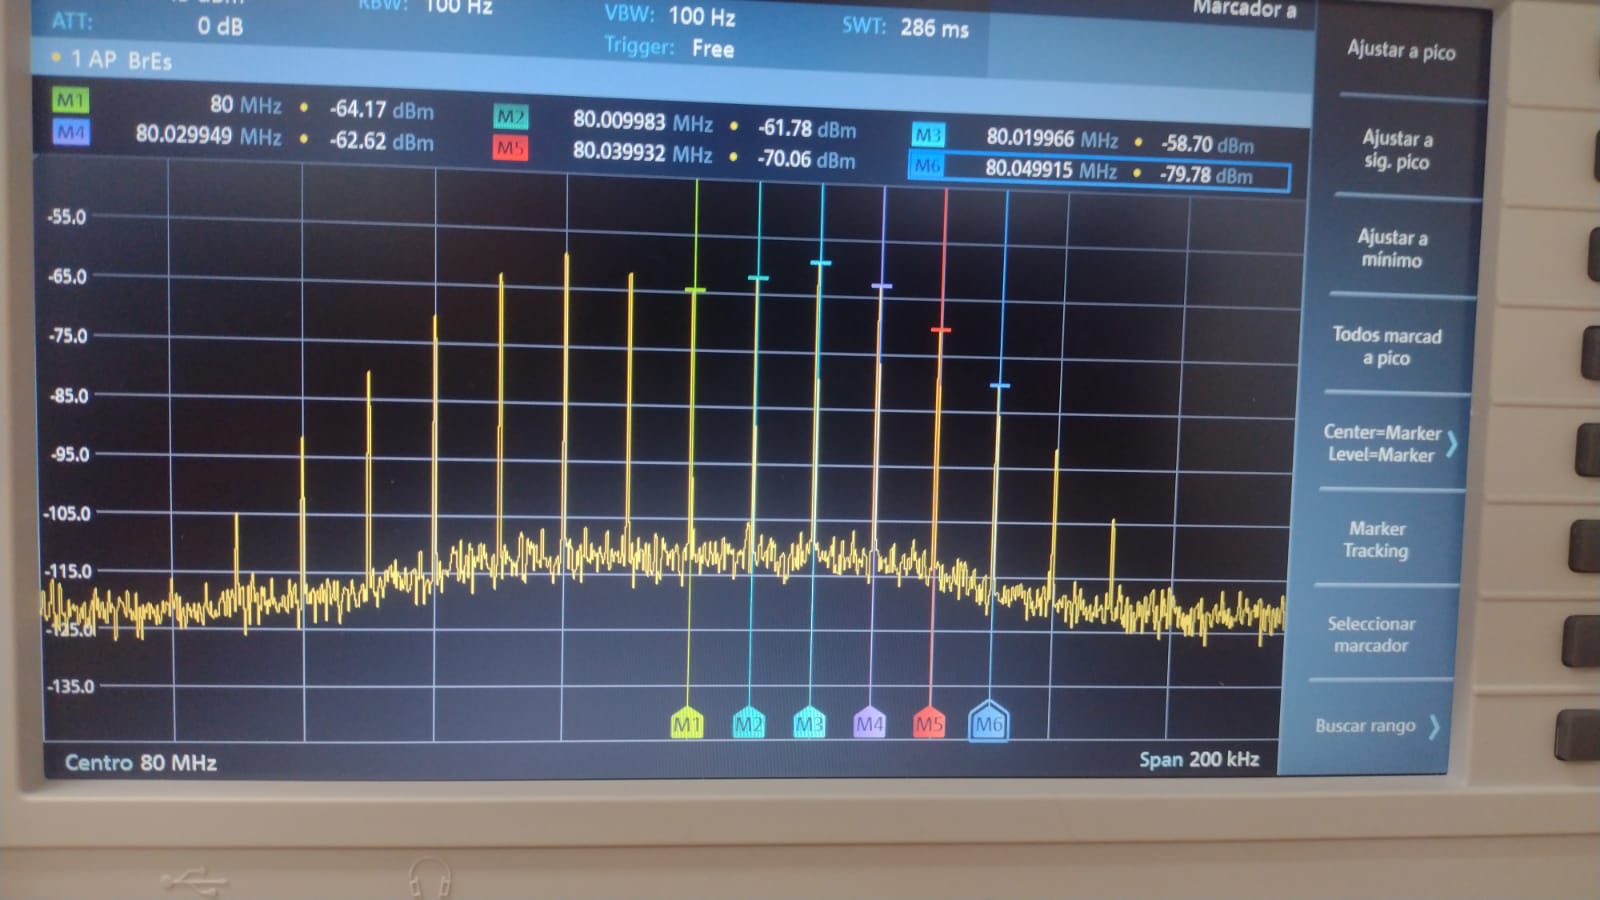 RBW: 100 Hz
Marcador a
ATT: 0 dB
VBW: 100 Hz
SWT: 286 ms
Trigger: Free
1 AP BrEs
M1 80 MHz • -64.17 dBm
M2 80.009983 MHz • -61.78 dBm
M3 80.019966 MHz • -58.70 dBm
M4 80.029949 MHz • -62.62 dBm
M5 80.039932 MHz • -70.06 dBm
M6 80.049915 MHz • -79.78 dBm
-55.0
-65.0
-75.0
-85.0
-95.0
-105.0
-115.0
-125.0
-135.0
M1 M2 M3 M4 M5 M6
Centro 80 MHz
Span 200 kHz
Ajustar a pico
Ajustar a
sig. pico
Ajustar a
mínimo
Todos marcad
a pico
Center=Marker
Level=Marker
Marker
Tracking
Seleccionar
marcador
Buscar rango